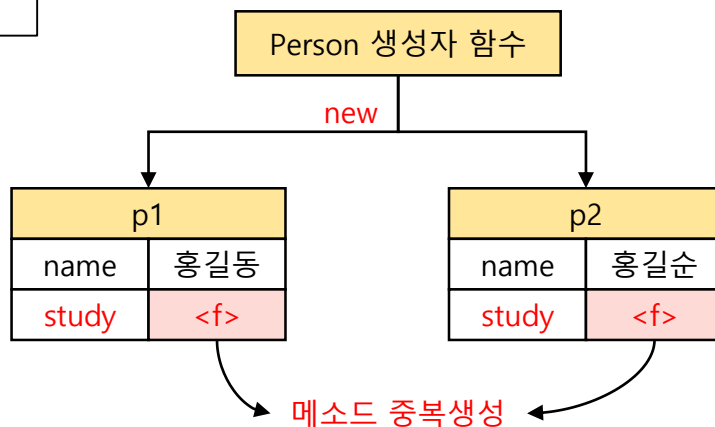 Person 생성자 함수
new
p1
name 홍길동
study <f>
p2
name 홍길순
study <f>
메소드 중복생성